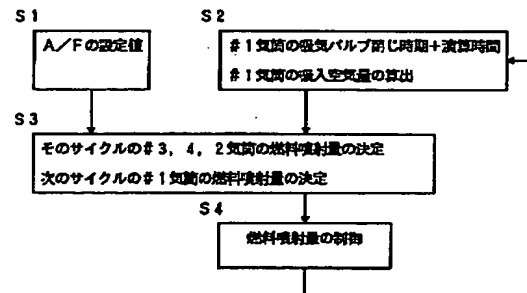 S1
A/Fの設定値
S2
#1気筒の吸気バルブ閉じ時期+演算時間
#1気筒の吸入空気量の算出
S3
そのサイクルの#3, 4, 2気筒の燃料噴射量の決定
次のサイクルの#1気筒の燃料噴射量の決定
S4
燃料噴射量の制御